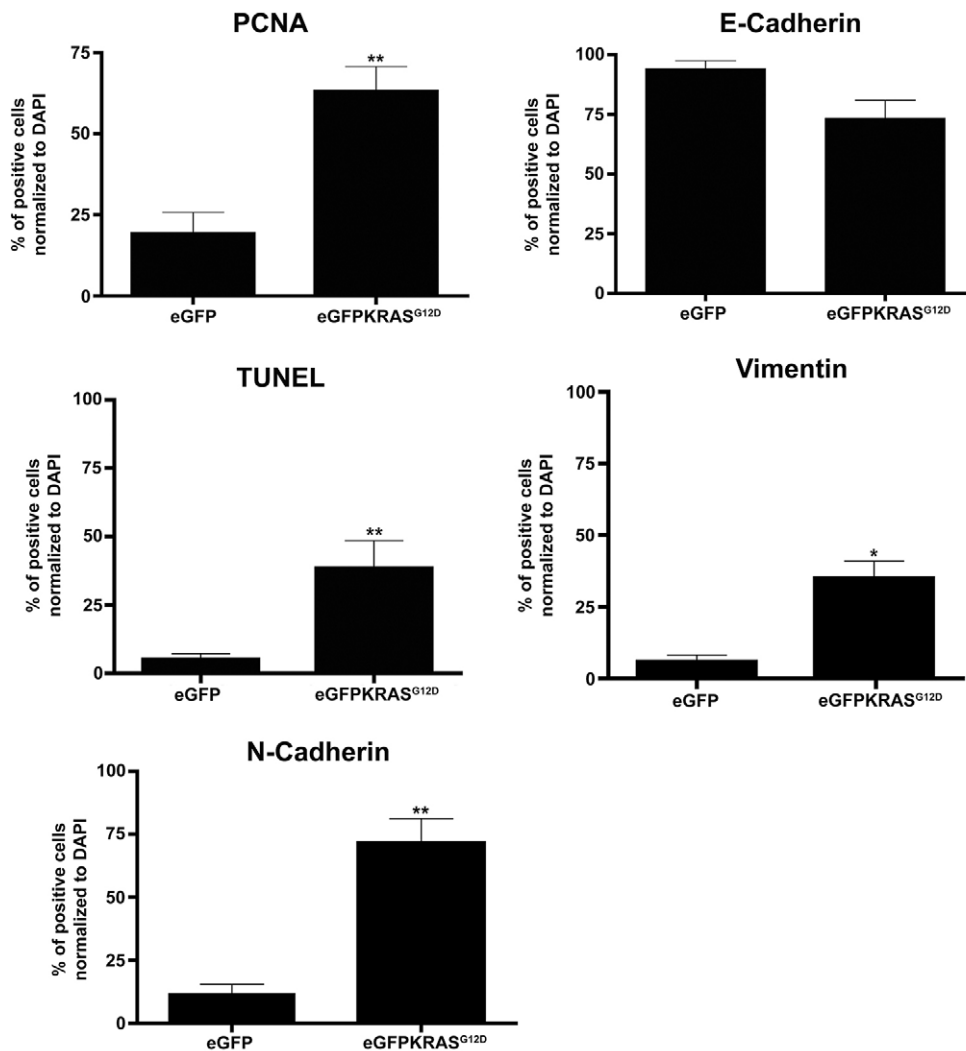 PCNA
% of positive cells
normalized to DAPI
75
50
25
0
**
eGFP
eGFPKRASG12D
E-Cadherin
% of positive cells
normalized to DAPI
100
75
50
25
0
eGFP
eGFPKRASG12D
TUNEL
% of positive cells
normalized to DAPI
100
75
50
25
0
**
eGFP
eGFPKRASG12D
Vimentin
% of positive cells
normalized to DAPI
100
75
50
25
0
*
eGFP
eGFPKRASG12D
N-Cadherin
% of positive cells
normalized to DAPI
100
75
50
25
0
**
eGFP
eGFPKRASG12D